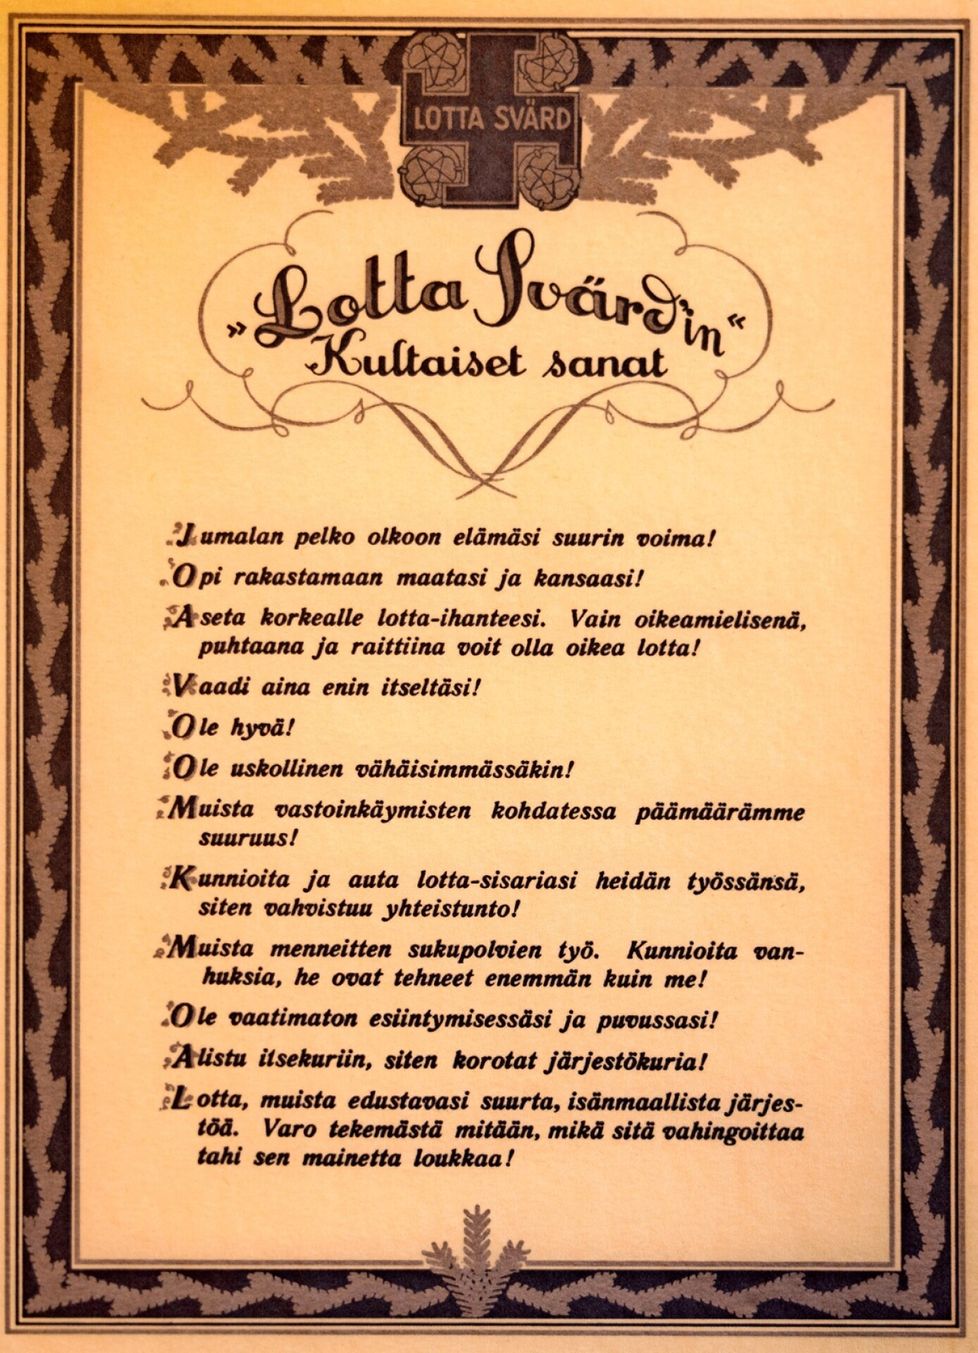 LOTTA SVÄRD
„Lotta Svärd'in“
Kultaiset sanat
Jumalan pelko olkoon elämäsi suurin voima!
Opi rakastamaan maatasi ja kansaasi!
Aseta korkealle lotta-ihanteesi. Vain oikeamielisenä,
puhtaana ja raittiina voit olla oikea lotta!
Vaadi aina enin itseltäsi!
Ole hyvä!
Ole uskollinen vähäisimmässäkin!
Muista vastoinkäymisten kohdatessa päämäärämme
suuruus!
Kunnioita ja auta lotta-sisariasi heidän työssänsä,
siten vahvistuu yhteistunto!
Muista menneitten sukupolvien työ. Kunnioita van-
huksia, he ovat tehneet enemmän kuin me!
Ole vaatimaton esiintymisessäsi ja puvussasi!
Alistu itsekuriin, siten korotat järjestökuria!
Lotta, muista edustavasi suurta, isänmaallista järjes-
töä. Varo tekemästä mitään, mikä sitä vahingoittaa
tahi sen mainetta loukkaa!